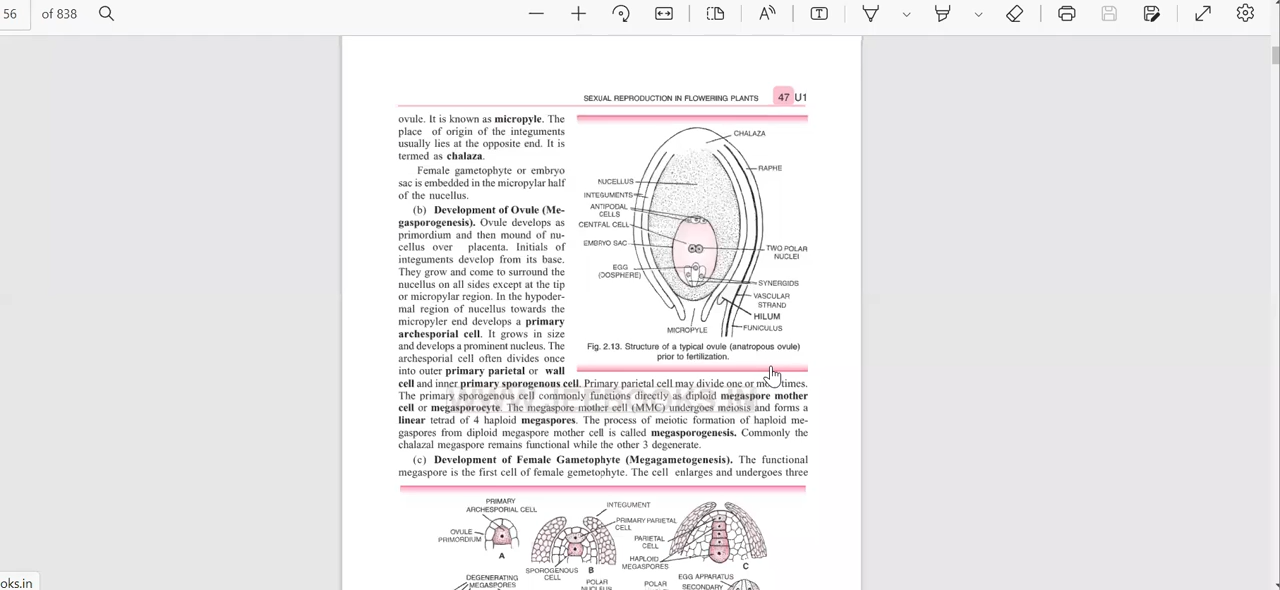 56 of 838
SEXUAL REPRODUCTION IN FLOWERING PLANTS 47 U1
ovule. It is known as micropyle. The
place of origin of the integuments
usually lies at the opposite end. It is
termed as chalaza.
Female gametophyte or embryo
sac is embedded in the micropylar half
of the nucellus.
(b) Development of Ovule (Me-
gasporogenesis). Ovule develops as
primordium and then mound of nu-
cellus over placenta. Initials of
integuments develop from its base.
They grow and come to surround the
nucellus on all sides except at the tip
or micropylar region. In the hypoder-
mal region of nucellus towards the
micropyler end develops a primary
archesporial cell. It grows in size
and develops a prominent nucleus. The
archesporial cell often divides once
into outer primary parietal or wall
CHALAZA
RAPHE
NUCELLUS
INTEGUMENTS
ANTIPODAL
CELLS
CENTFAL CELL
EMBRYO SAC
TWO POLAR
NUCLEI
EGG
(OOSPHERE)
SYNERGIDS
VASCULAR
STRAND
HILUM
FUNICULUS
MICROPYLE
Fig. 2.13. Structure of a typical ovule (anatropous ovule)
prior to fertilization.
cell and inner primary sporogenous cell. Primary parietal cell may divide one or times.
The primary sporogenous cell commonly functions directly as diploid megaspore mother
cell or megasporocyte. The megaspore mother cell (MMC) undergoes meiosis and forms a
linear tetrad of 4 haploid megaspores. The process of meiotic formation of haploid me-
gaspores from diploid megaspore mother cell is called megasporogenesis. Commonly the
chalazal megaspore remains functional while the other 3 degenerate.
WWW.JEEBOOKS.IN
(c) Development of Female Gametophyte (Megagametogenesis). The functional
megaspore is the first cell of female gemetophyte. The cell enlarges and undergoes three
PRIMARY
ARCHESPORIAL CELL
OVULE
PRIMORDIUM
A
INTEGUMENT
PRIMARY PARIETAL
CELL
SPOROGENOUS
CELL
B
PARIETAL
CELL
HAPLOID
MEGASPORES
C
DEGENERATING
MEGASPORES
POLAR
NUCLEUS
POLAR
EGG APPARATUS
SECONDARY
oks.in